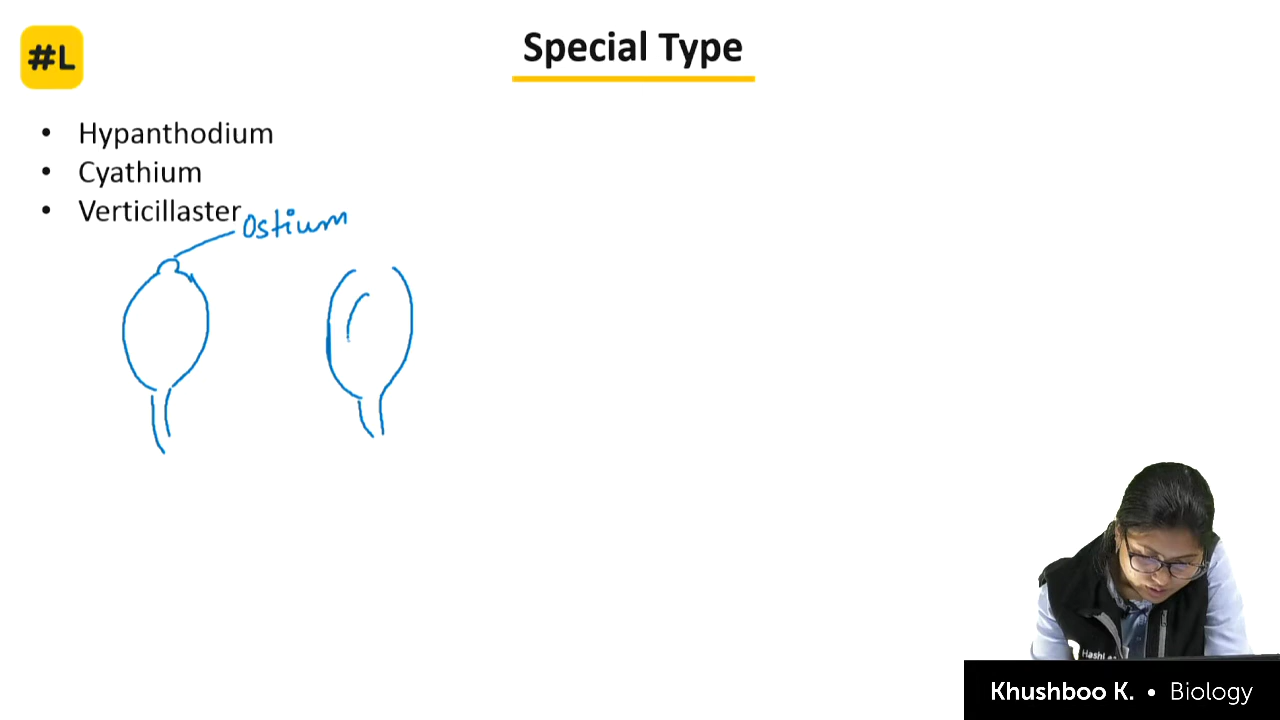 #L
Special Type
• Hypanthodium
• Cyathium
• Verticillaster
Ostium
Khushboo K. • Biology